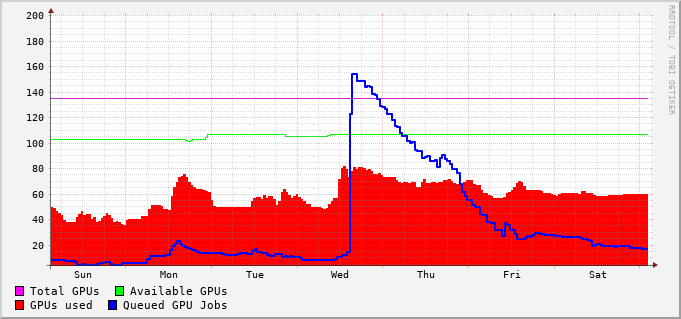 200
180
160
140
120
100
80
60
40
20
Sun Mon Tue Wed Thu Fri Sat
Total GPUs Available GPUs
GPUs used Queued GPU Jobs
RRDTOOL / TOBI OETIKER